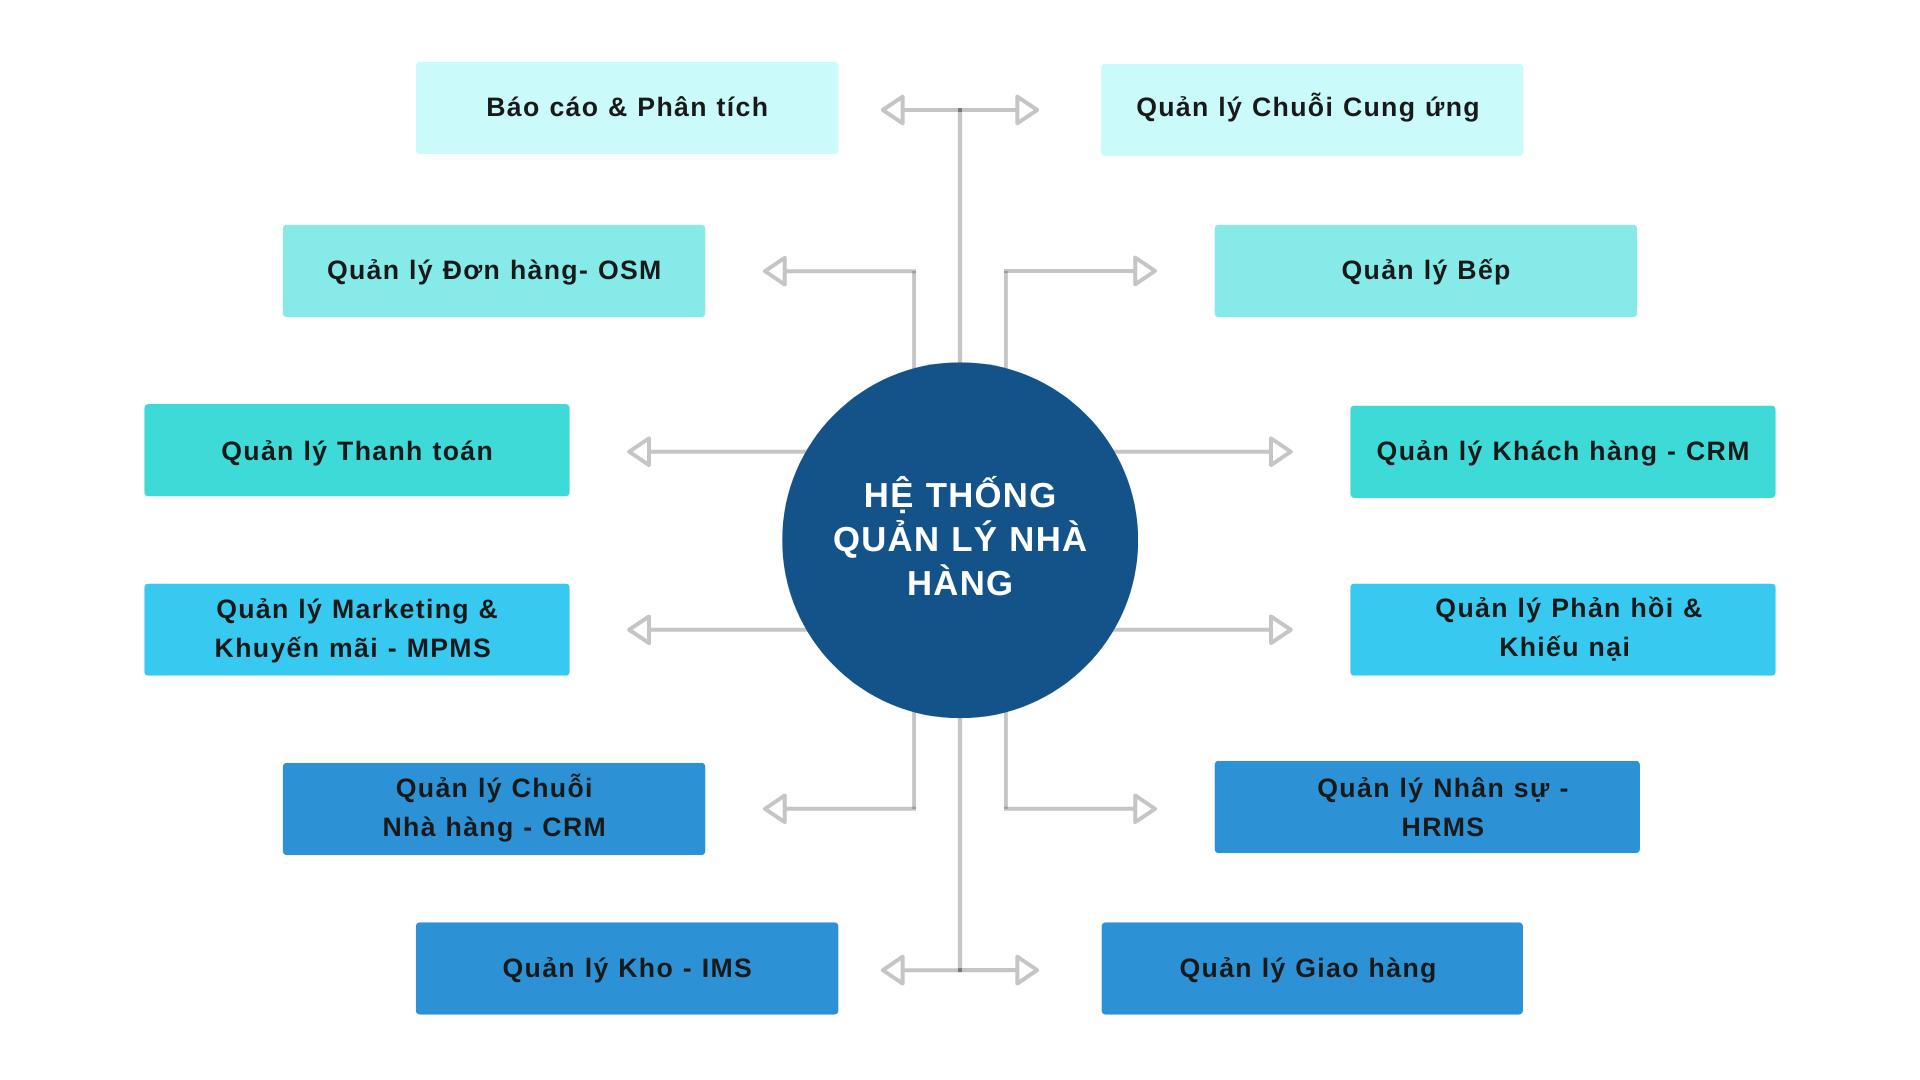 Báo cáo & Phân tích
Quản lý Chuỗi Cung ứng
Quản lý Đơn hàng- OSM
Quản lý Bếp
Quản lý Thanh toán
Quản lý Khách hàng - CRM
HỆ THỐNG
QUẢN LÝ NHÀ
HÀNG
Quản lý Marketing &
Khuyến mãi - MPMS
Quản lý Phản hồi &
Khiếu nại
Quản lý Chuỗi
Nhà hàng - CRM
Quản lý Nhân sự -
HRMS
Quản lý Kho - IMS
Quản lý Giao hàng